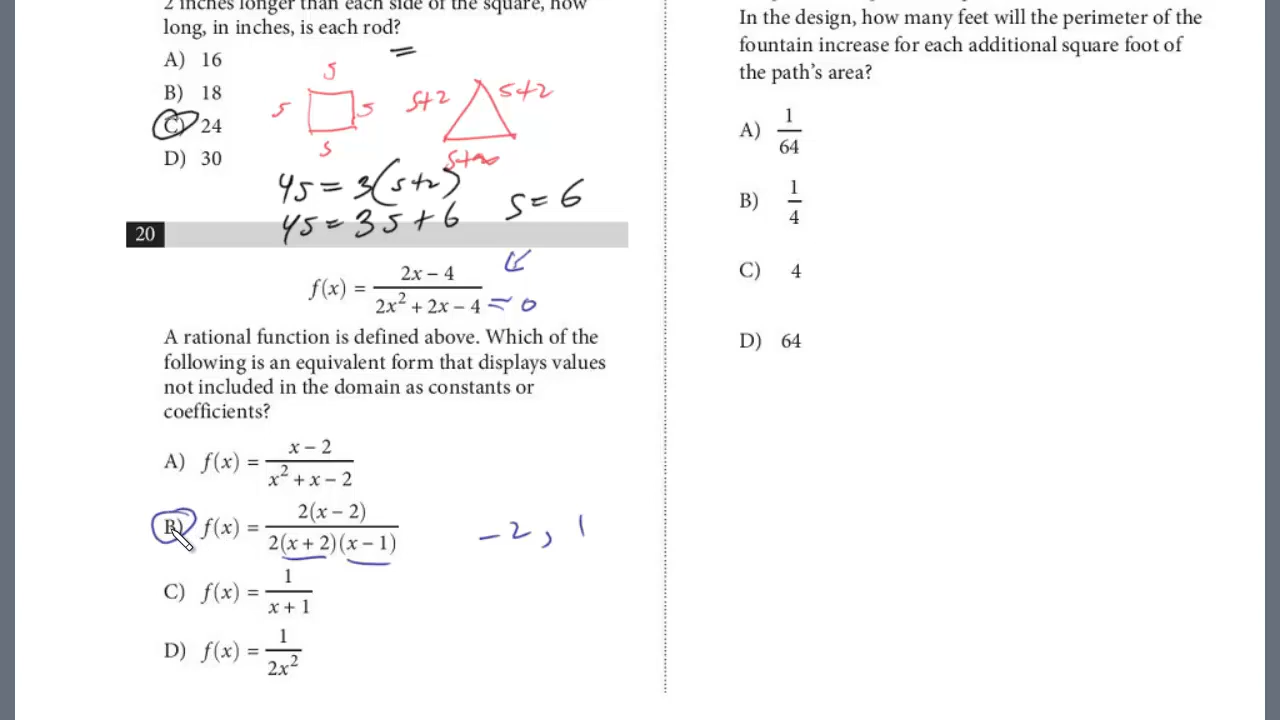 2 inches longer than each side of the square, how
long, in inches, is each rod?
A) 16
B) 18
C) 24
D) 30
s
s
s
s
s+2
s+2
4s = 3(s+2)
4s = 3s + 6
s = 6
20
f(x) = 2x − 4
2x² + 2x − 4 = 0
A rational function is defined above. Which of the
following is an equivalent form that displays values
not included in the domain as constants or
coefficients?
A) f(x) = x − 2
x² + x − 2
B) f(x) = 2(x − 2)
2(x + 2)(x − 1)
−2, 1
C) f(x) = 1
x + 1
D) f(x) = 1
2x²
In the design, how many feet will the perimeter of the
fountain increase for each additional square foot of
the path's area?
A) 1
64
B) 1
4
C) 4
D) 64